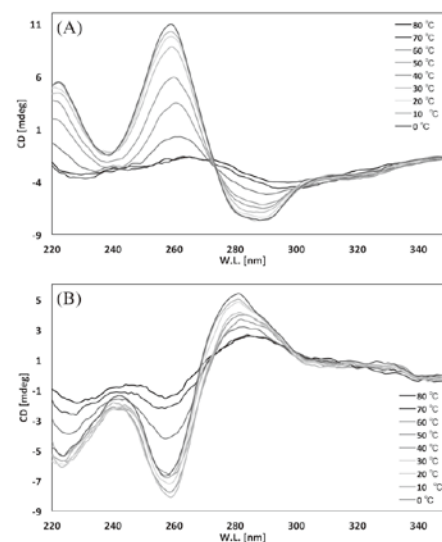 (A)
11
6
1
-4
-9
CD [mdeg]
220 240 260 280 300 320 340
W.L. [nm]
80 °C
70 °C
60 °C
50 °C
40 °C
30 °C
20 °C
10 °C
0 °C
(B)
5
3
1
-1
-3
-5
-7
-9
CD [mdeg]
220 240 260 280 300 320 340
W.L. [nm]
80 °C
70 °C
60 °C
50 °C
40 °C
30 °C
20 °C
10 °C
0 °C